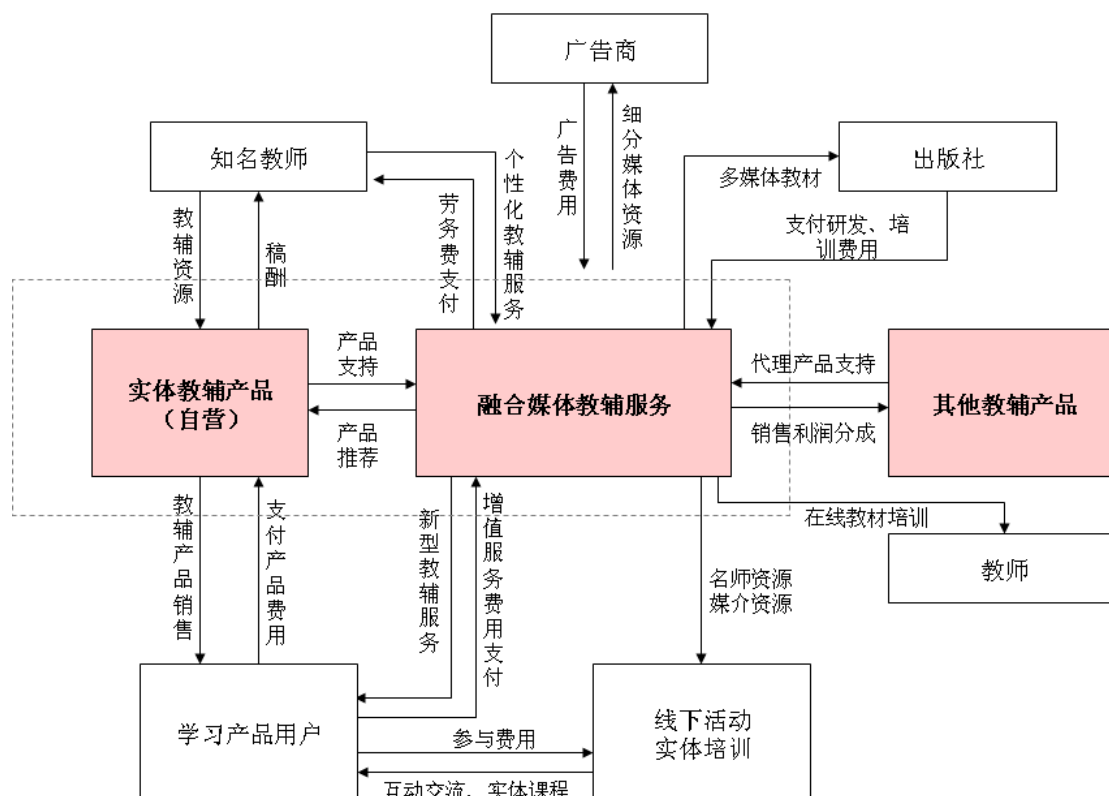 广告商
广告费用
细分媒体资源
知名教师
出版社
多媒体教材
支付研发、培
训费用
教辅资源
稿酬
劳务费支付
个性化教辅服务
实体教辅产品
（自营）
产品
支持
产品
推荐
融合媒体教辅服务
代理产品支持
销售利润分成
其他教辅产品
教辅产品销售
支付产品费用
新型教辅服务
增值服务费用支付
在线教材培训
教师
名师资源
媒介资源
学习产品用户
参与费用
互动交流、实体课程
线下活动
实体培训